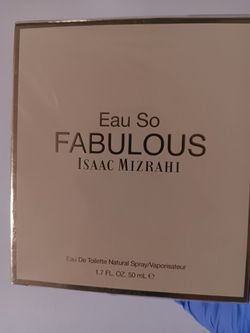 Eau So
FABULOUS
ISAAC MIZRAHI
Eau De Toilette Natural Spray/Vaporisateur
1.7 FL. OZ. 50 mL ℮